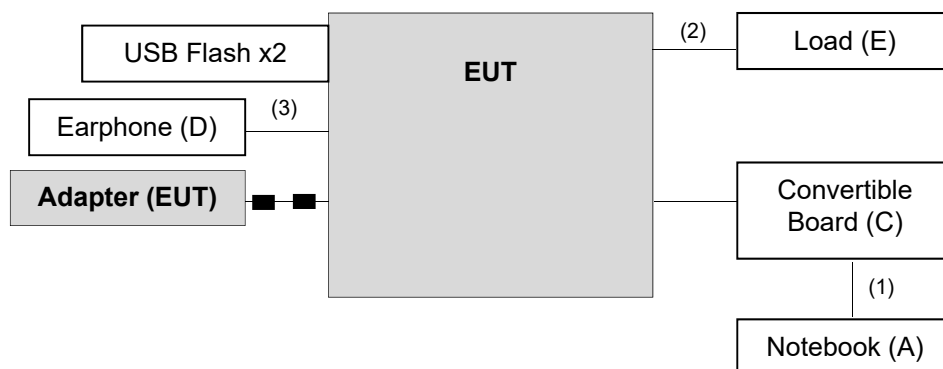 USB Flash x2
EUT
(2)
Load (E)
Earphone (D)
(3)
Adapter (EUT)
Convertible
Board (C)
(1)
Notebook (A)